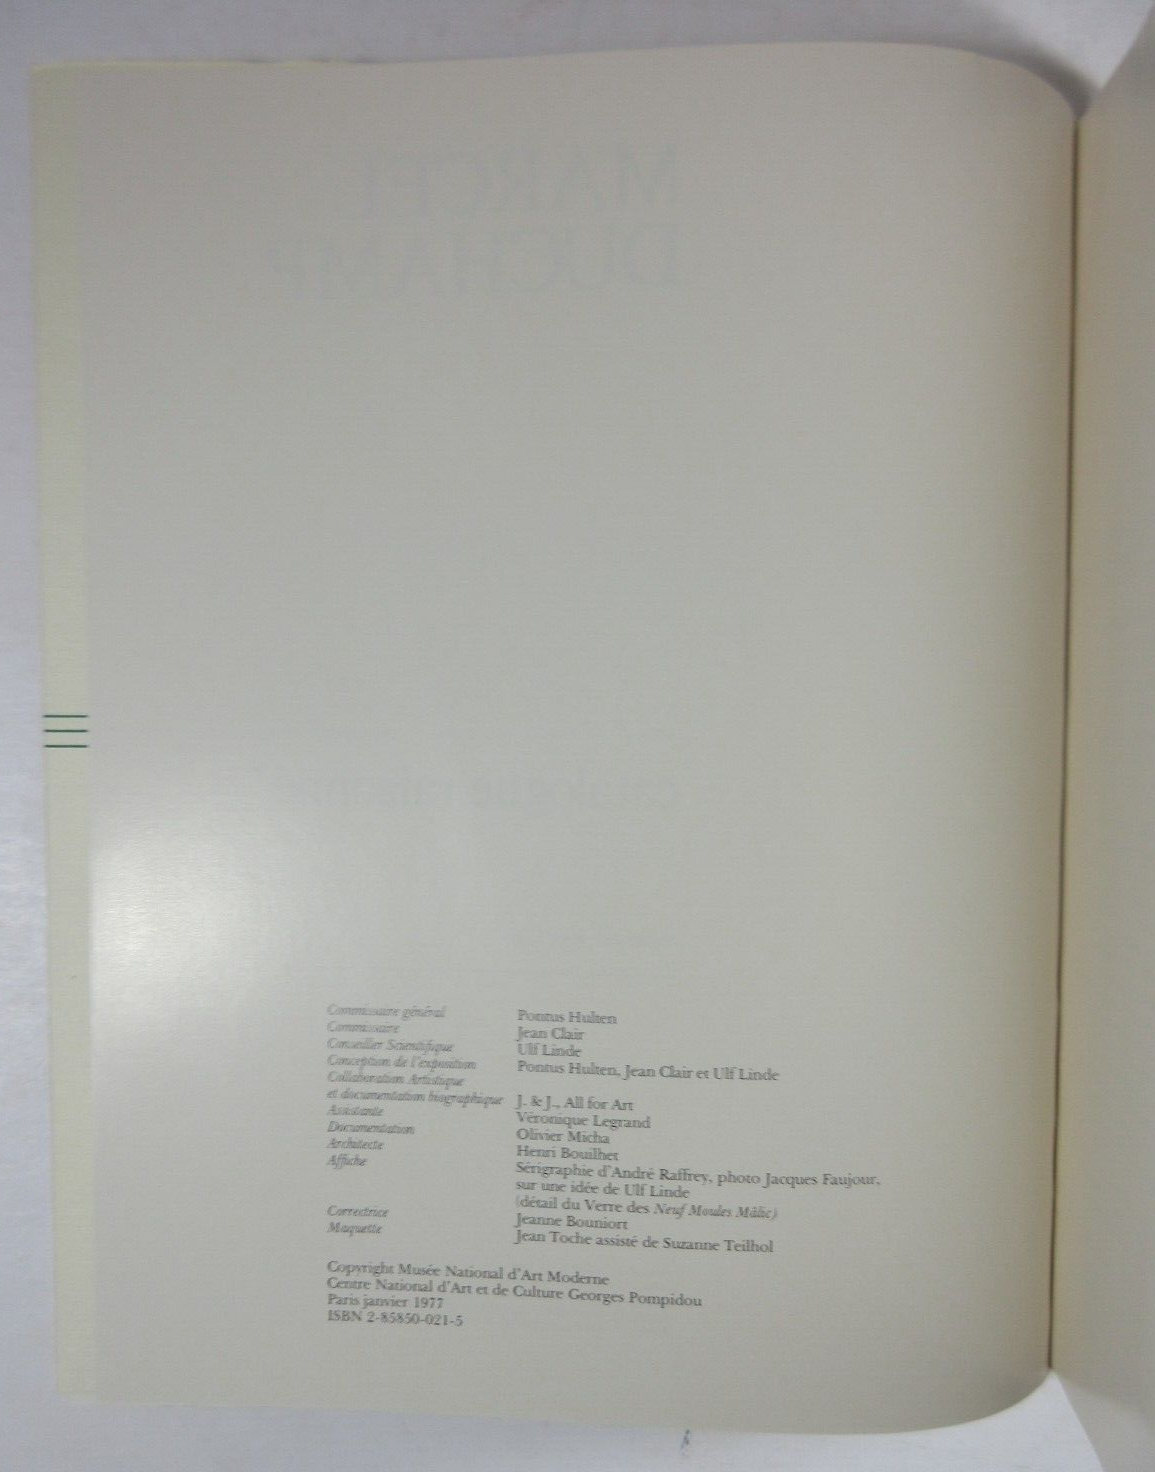 MARCEL
DUCHAMP
catalogue raisonné
Commissaire général Pontus Hulten
Commissaire Jean Clair
Conseiller Scientifique Ulf Linde
Conception de l'exposition Pontus Hulten, Jean Clair et Ulf Linde
Collaboration Artistique
et documentation biographique J. & J., All for Art
Assistante Véronique Legrand
Documentation Olivier Micha
Architecte Henri Bouilhet
Affiche Sérigraphie d'André Raffrey, photo Jacques Faujour,
sur une idée de Ulf Linde
(détail du Verre des Neuf Moules Mâlic)
Correctrice Jeanne Bouniort
Maquette Jean Toche assisté de Suzanne Teilhol
Copyright Musée National d'Art Moderne
Centre National d'Art et de Culture Georges Pompidou
Paris janvier 1977
ISBN 2-85850-021-5